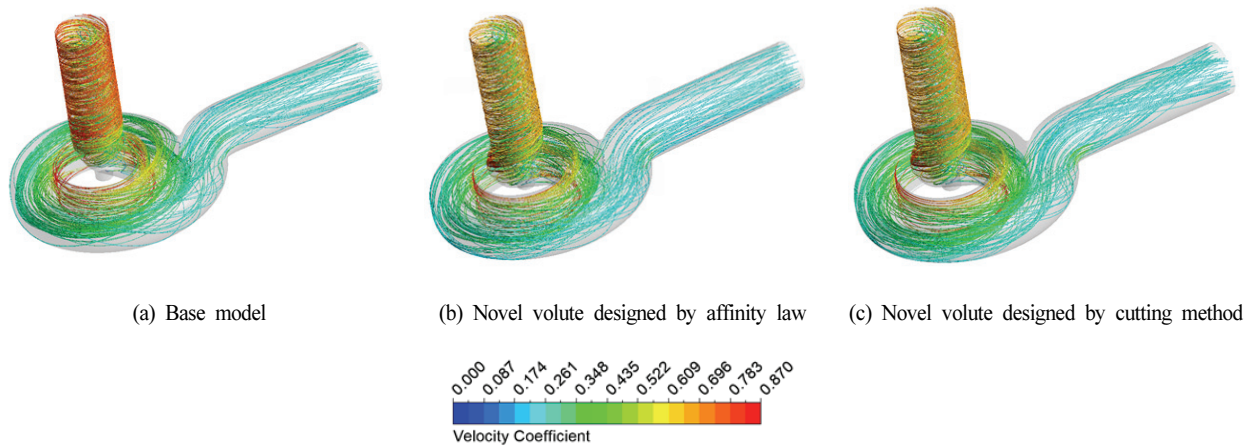 (a) Base model
(b) Novel volute designed by affinity law
(c) Novel volute designed by cutting method
0.000
0.087
0.174
0.261
0.348
0.435
0.522
0.609
0.696
0.783
0.870
Velocity Coefficient